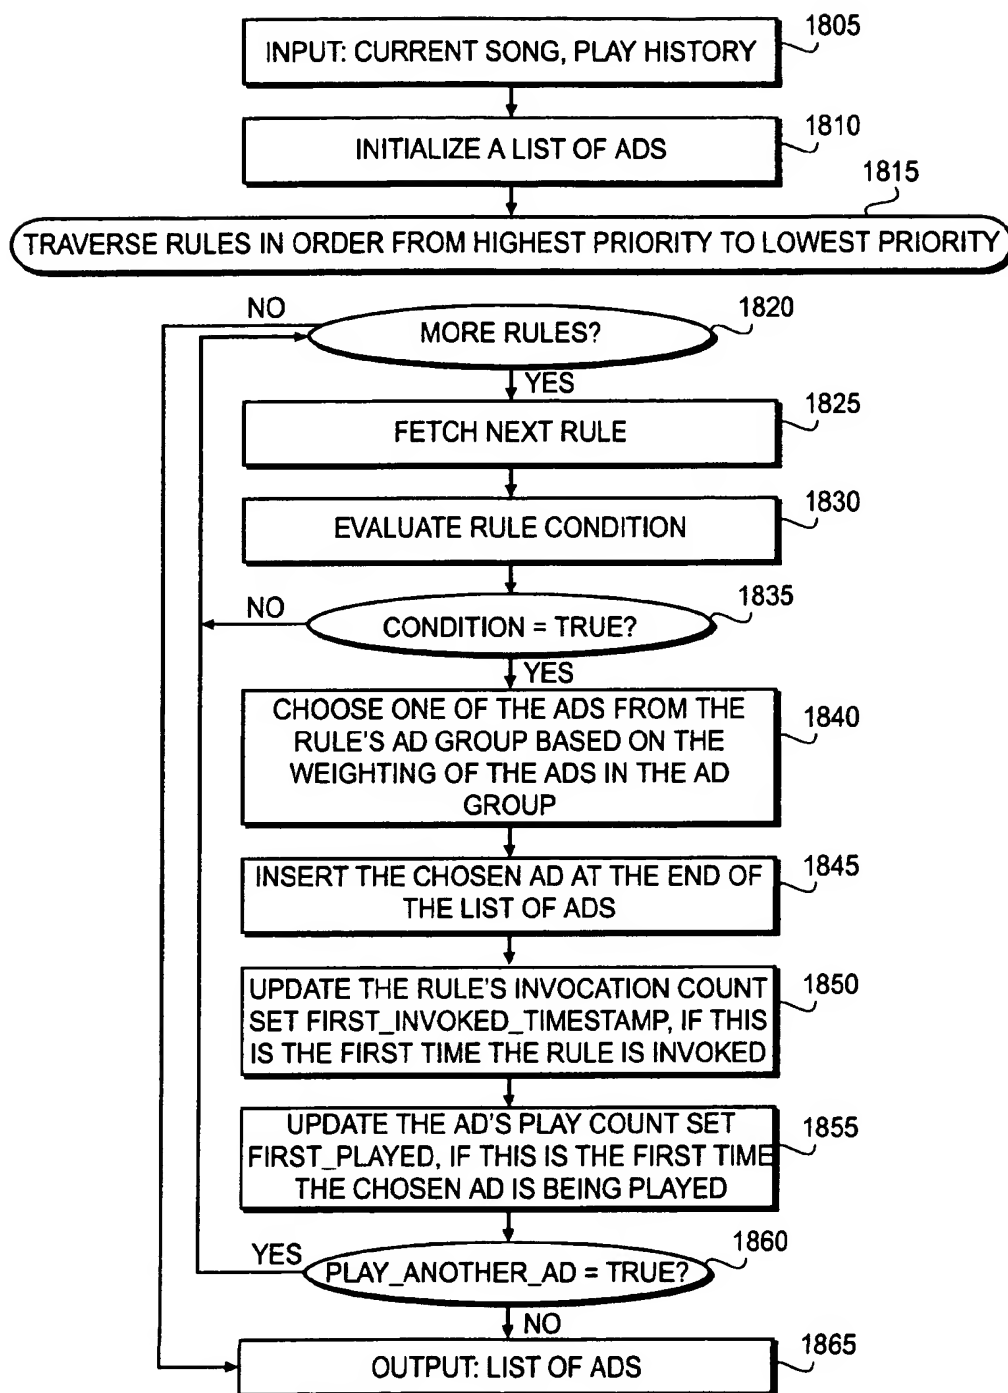 1805
INPUT: CURRENT SONG, PLAY HISTORY
1810
INITIALIZE A LIST OF ADS
1815
TRAVERSE RULES IN ORDER FROM HIGHEST PRIORITY TO LOWEST PRIORITY
NO
1820
MORE RULES?
YES
1825
FETCH NEXT RULE
1830
EVALUATE RULE CONDITION
1835
NO
CONDITION = TRUE?
YES
CHOOSE ONE OF THE ADS FROM THE
1840
RULE'S AD GROUP BASED ON THE
WEIGHTING OF THE ADS IN THE AD
GROUP
1845
INSERT THE CHOSEN AD AT THE END OF
THE LIST OF ADS
1850
UPDATE THE RULE'S INVOCATION COUNT
SET FIRST_INVOKED_TIMESTAMP, IF THIS
IS THE FIRST TIME THE RULE IS INVOKED
UPDATE THE AD'S PLAY COUNT SET
1855
FIRST_PLAYED, IF THIS IS THE FIRST TIME
THE CHOSEN AD IS BEING PLAYED
1860
YES
PLAY_ANOTHER_AD = TRUE?
NO
1865
OUTPUT: LIST OF ADS